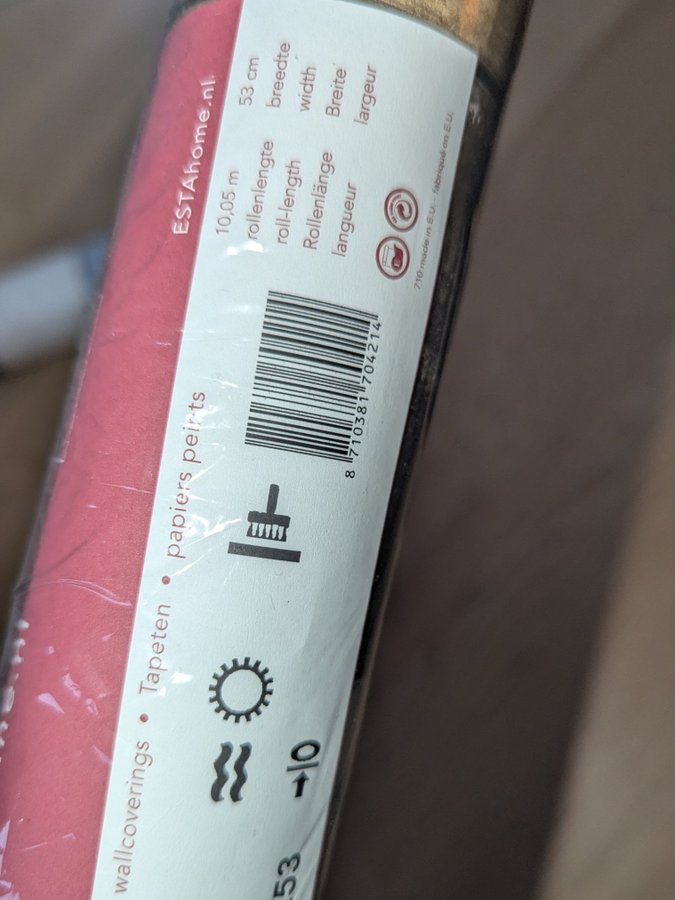 ESTAhome.nl
wallcoverings • Tapeten • papiers peints
10,05 m
rollenlengte
roll-length
Rollenlänge
langueur
53 cm
breedte
width
Breite
largeur
8 710381 704214
710 made in E.U. - fabriqué en E.U.
53
0